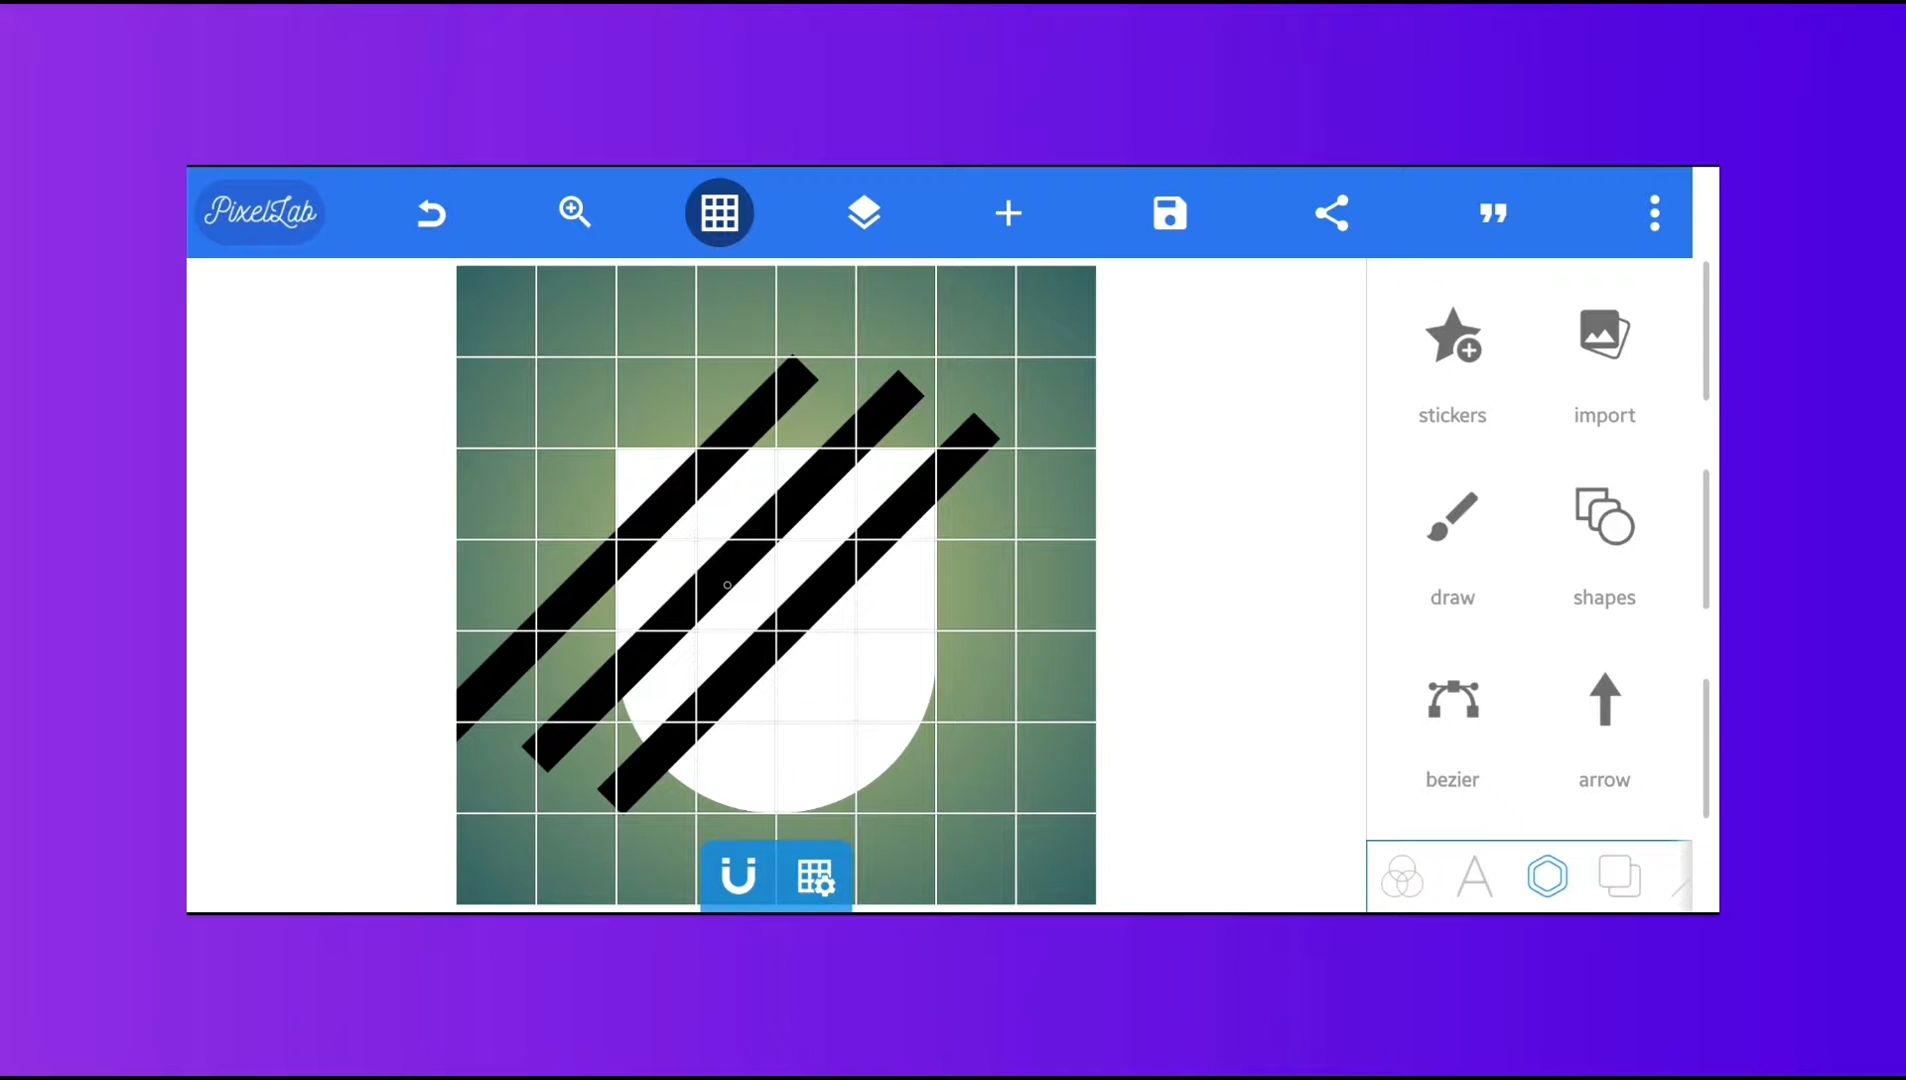 PixelLab
stickers
import
draw
shapes
bezier
arrow